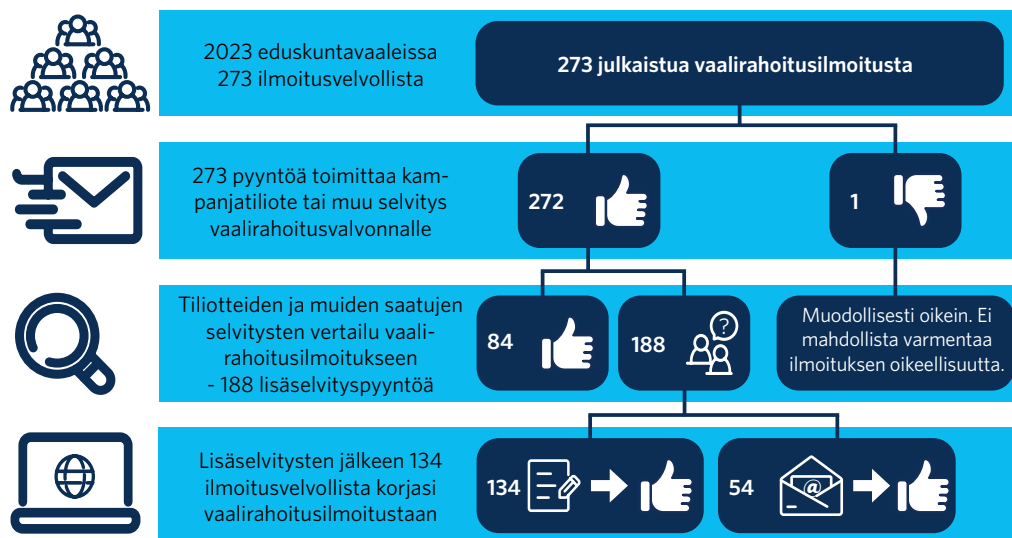 2023 eduskuntavaaleissa
273 ilmoitusvelvollista
273 julkaistua vaalirahoitusilmoitusta
273 pyyntöä toimittaa kam-
panjatiliote tai muu selvitys
vaalirahoitusvalvonnalle
272
1
Tiliotteiden ja muiden saatujen
selvitysten vertailu vaali-
rahoitusilmoitukseen
- 188 lisäselvityspyyntöä
84
188
?
Muodollisesti oikein. Ei
mahdollista varmentaa
ilmoituksen oikeellisuutta.
Lisäselvitysten jälkeen 134
ilmoitusvelvollista korjasi
vaalirahoitusilmoitustaan
134
54
@